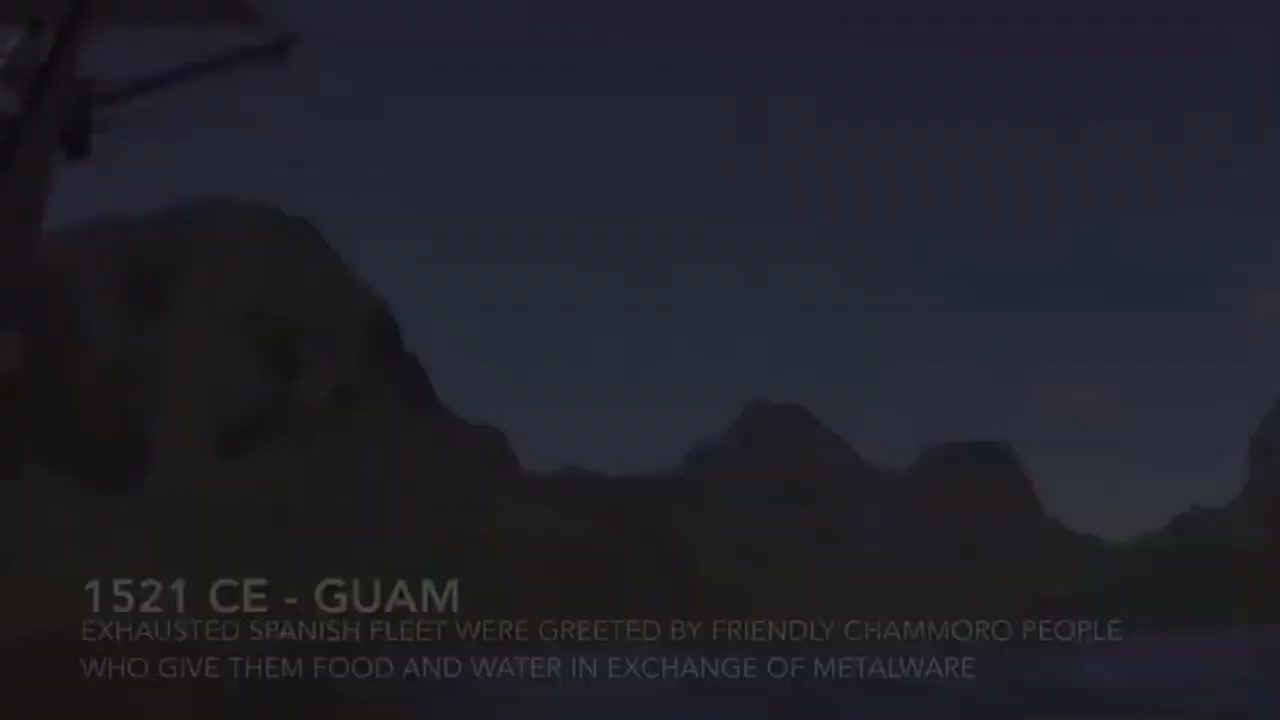 1521 CE - GUAM
EXHAUSTED SPANISH FLEET WERE GREETED BY FRIENDLY CHAMMORO PEOPLE
WHO GIVE THEM FOOD AND WATER IN EXCHANGE OF METALWARE